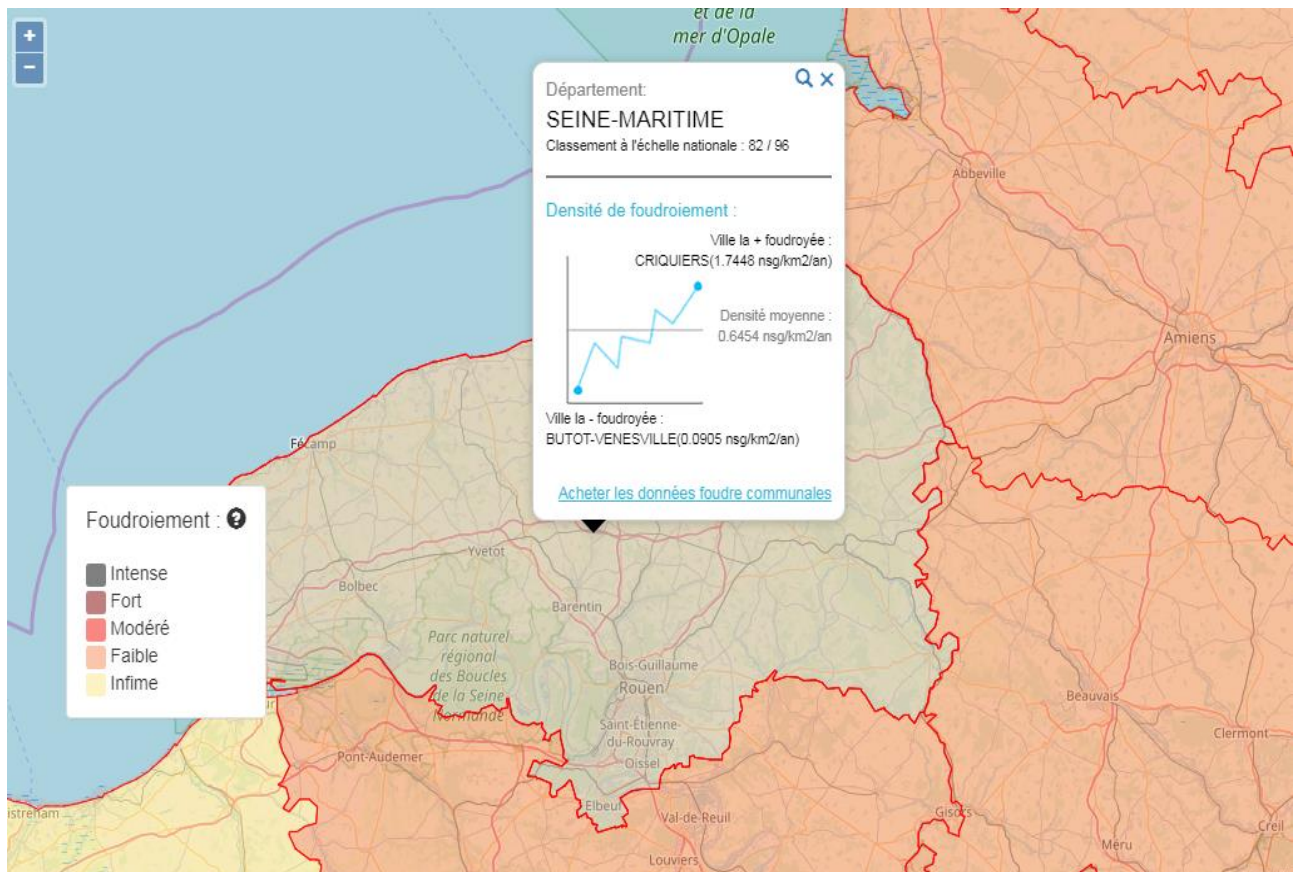 +
−
et de la
mer d'Opale
Département:
SEINE-MARITIME
Classement à l'échelle nationale : 82 / 96
Densité de foudroiement :
Ville la + foudroyée :
CRIQUIERS(1.7448 nsg/km2/an)
Densité moyenne :
0.6454 nsg/km2/an
Ville la - foudroyée :
BUTOT-VENESVILLE(0.0905 nsg/km2/an)
Acheter les données foudre communales
Abbeville
Amiens
Fécamp
Foudroiement : ?
Intense
Fort
Modéré
Faible
Infime
Yvetot
Bolbec
Barentin
Parc naturel
régional
des Boucles
de la Seine
Normande
Bois-Guillaume
Rouen
Saint-Étienne-
du-Rouvray
Oissel
Pont-Audemer
Elbeuf
Val-de-Reuil
Louviers
Beauvais
Clermont
Gisors
Creil
Méru